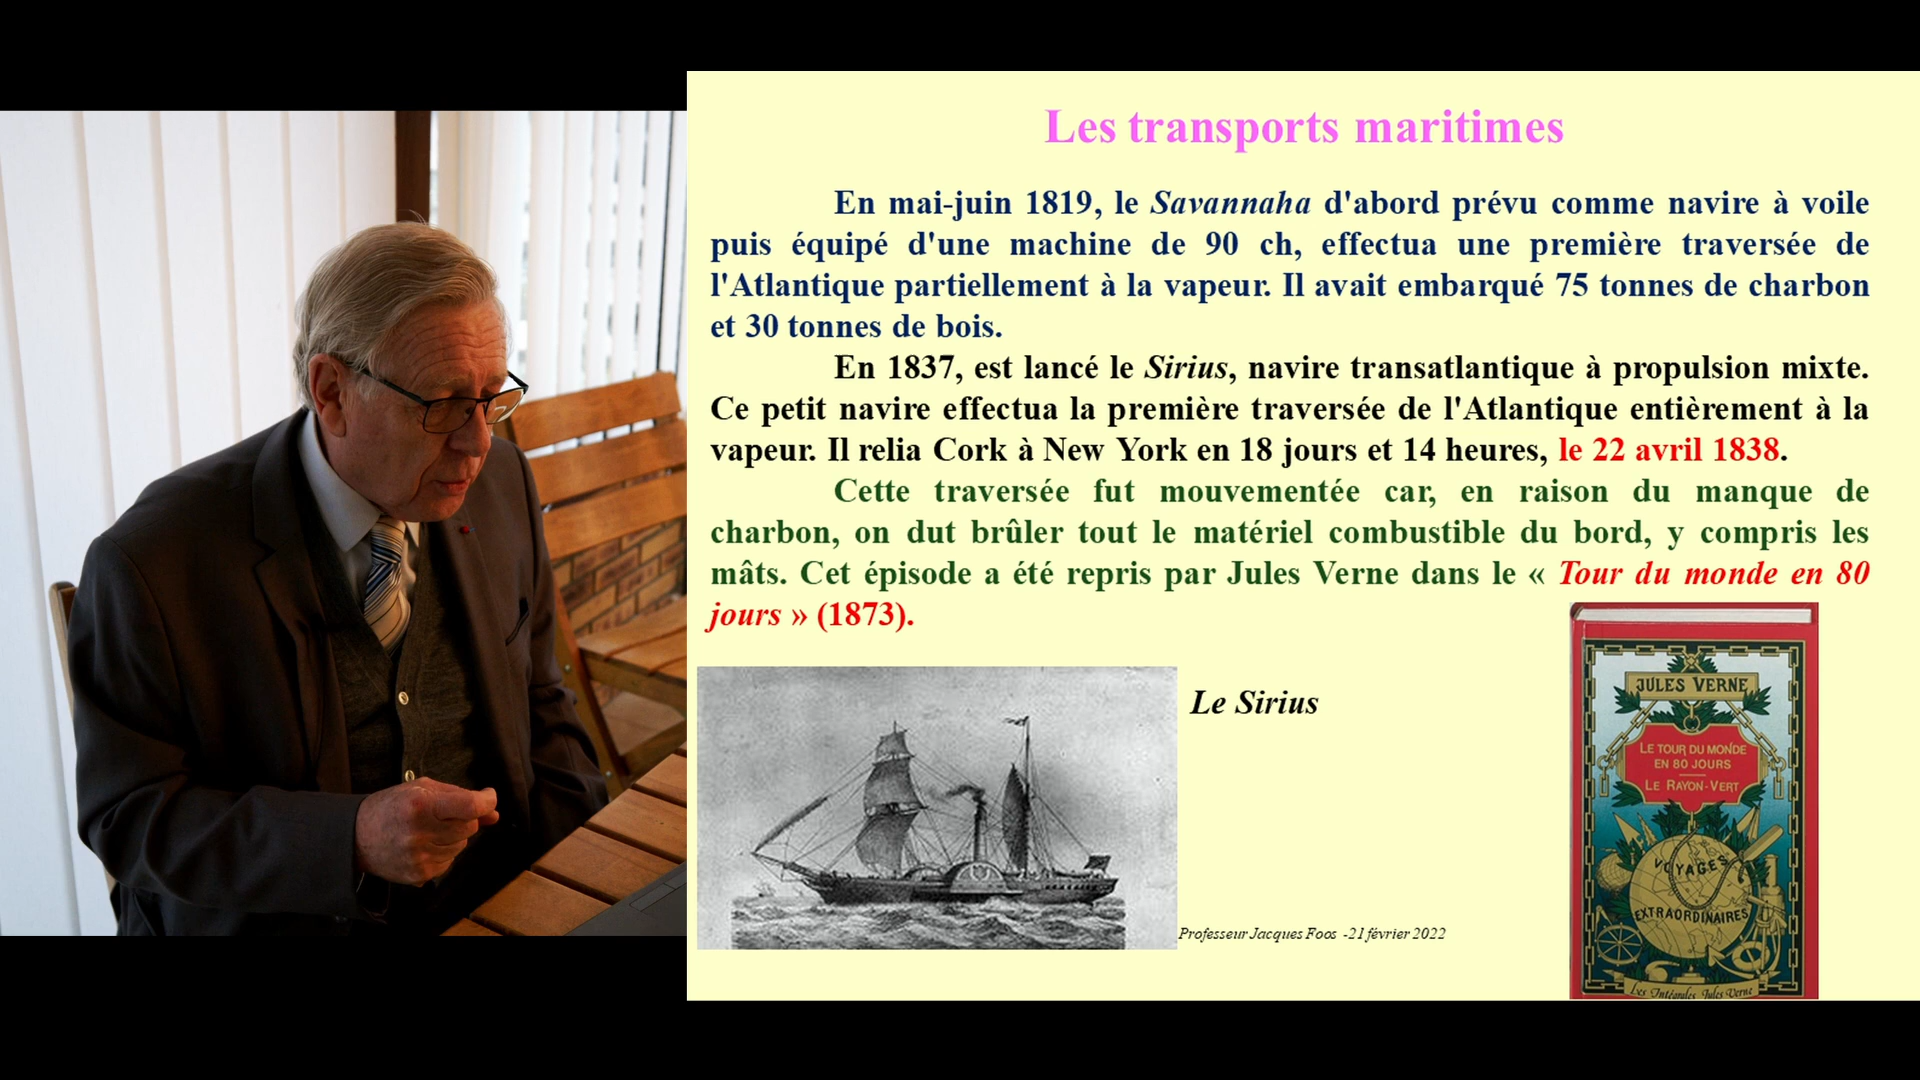 Les transports maritimes
En mai-juin 1819, le Savannaha d'abord prévu comme navire à voile
puis équipé d'une machine de 90 ch, effectua une première traversée de
l'Atlantique partiellement à la vapeur. Il avait embarqué 75 tonnes de charbon
et 30 tonnes de bois.
En 1837, est lancé le Sirius, navire transatlantique à propulsion mixte.
Ce petit navire effectua la première traversée de l'Atlantique entièrement à la
vapeur. Il relia Cork à New York en 18 jours et 14 heures, le 22 avril 1838.
Cette traversée fut mouvementée car, en raison du manque de
charbon, on dut brûler tout le matériel combustible du bord, y compris les
mâts. Cet épisode a été repris par Jules Verne dans le « Tour du monde en 80
jours » (1873).
Le Sirius
JULES VERNE
LE TOUR DU MONDE
EN 80 JOURS
LE RAYON-VERT
VOYAGES
EXTRAORDINAIRES
Les Intégrales Jules Verne
Professeur Jacques Foos -21 février 2022